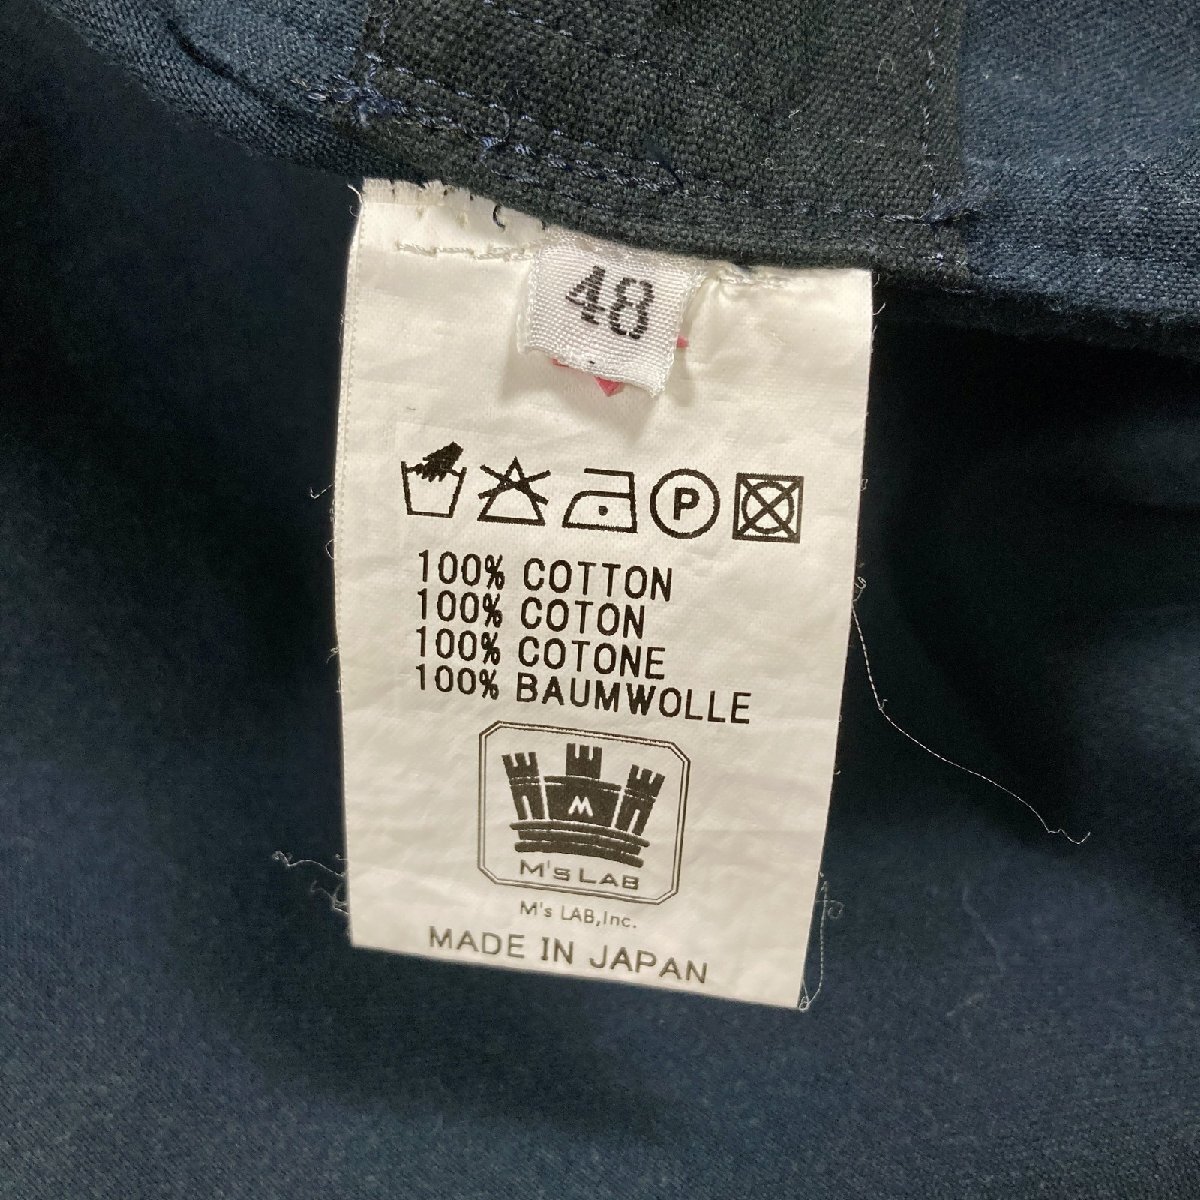 48
P
100% COTTON
100% COTON
100% COTONE
100% BAUMWOLLE
M
M'S LAB
M's LAB,Inc.
MADE IN JAPAN